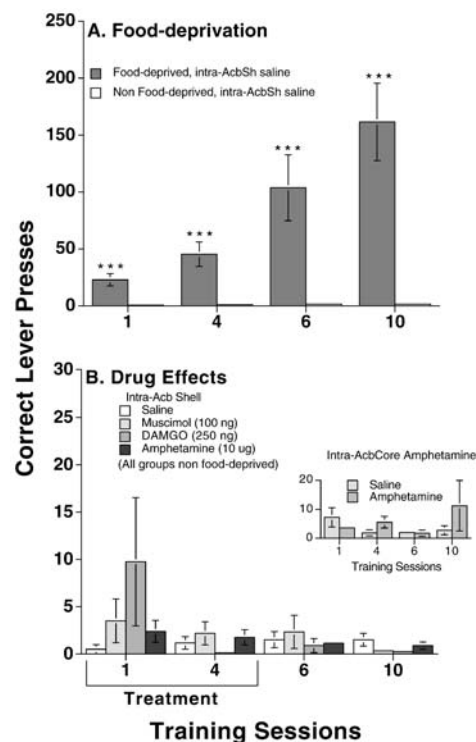 A. Food-deprivation
250
Food-deprived, intra-AcbSh saline
Non Food-deprived, intra-AcbSh saline
200
***
150
***
100
***
50
***
0
1 4 6 10
Correct Lever Presses
30
B. Drug Effects
Intra-Acb Shell
Saline
25
Muscimol (100 ng)
DAMGO (250 ng)
Amphetamine (10 ug)
(All groups non food-deprived)
20
Intra-AcbCore Amphetamine
20
Saline
Amphetamine
15
10
0
1 4 6 10
Training Sessions
10
5
0
1 4 6 10
Treatment
Training Sessions